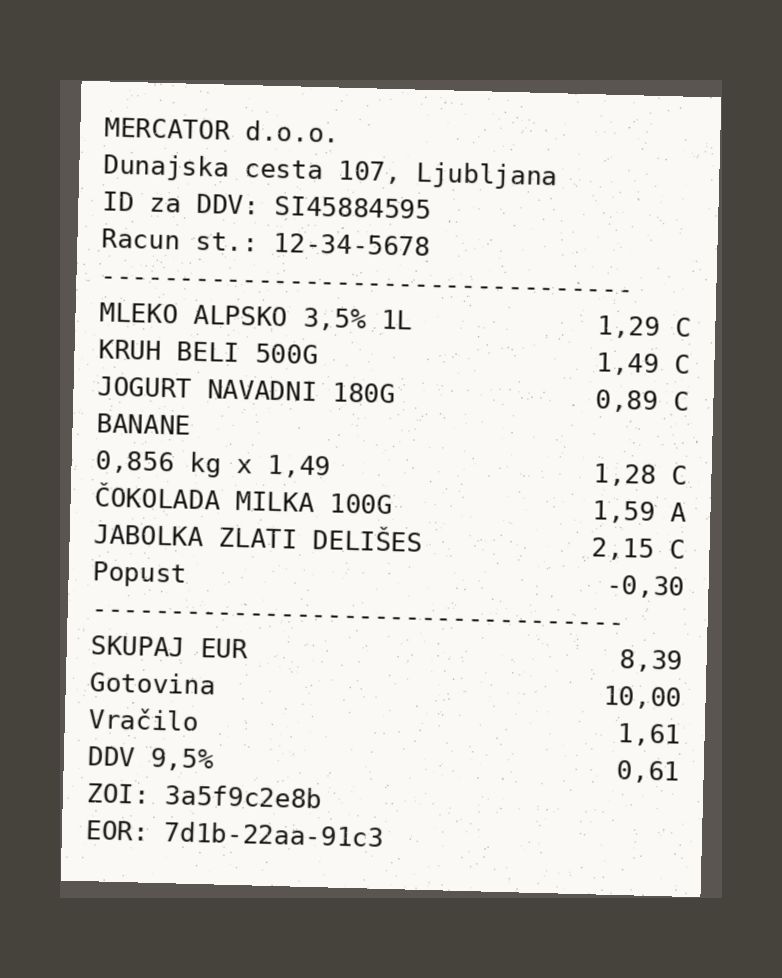 MERCATOR d.o.o.
Dunajska cesta 107, Ljubljana
ID za DDV: SI45884595
Racun st.: 12-34-5678
----------------------------------
MLEKO ALPSKO 3,5% 1L 1,29 C
KRUH BELI 500G 1,49 C
JOGURT NAVADNI 180G 0,89 C
BANANE
0,856 kg x 1,49 1,28 C
ČOKOLADA MILKA 100G 1,59 A
JABOLKA ZLATI DELIŠES 2,15 C
Popust -0,30
----------------------------------
SKUPAJ EUR 8,39
Gotovina 10,00
Vračilo 1,61
DDV 9,5% 0,61
ZOI: 3a5f9c2e8b
EOR: 7d1b-22aa-91c3